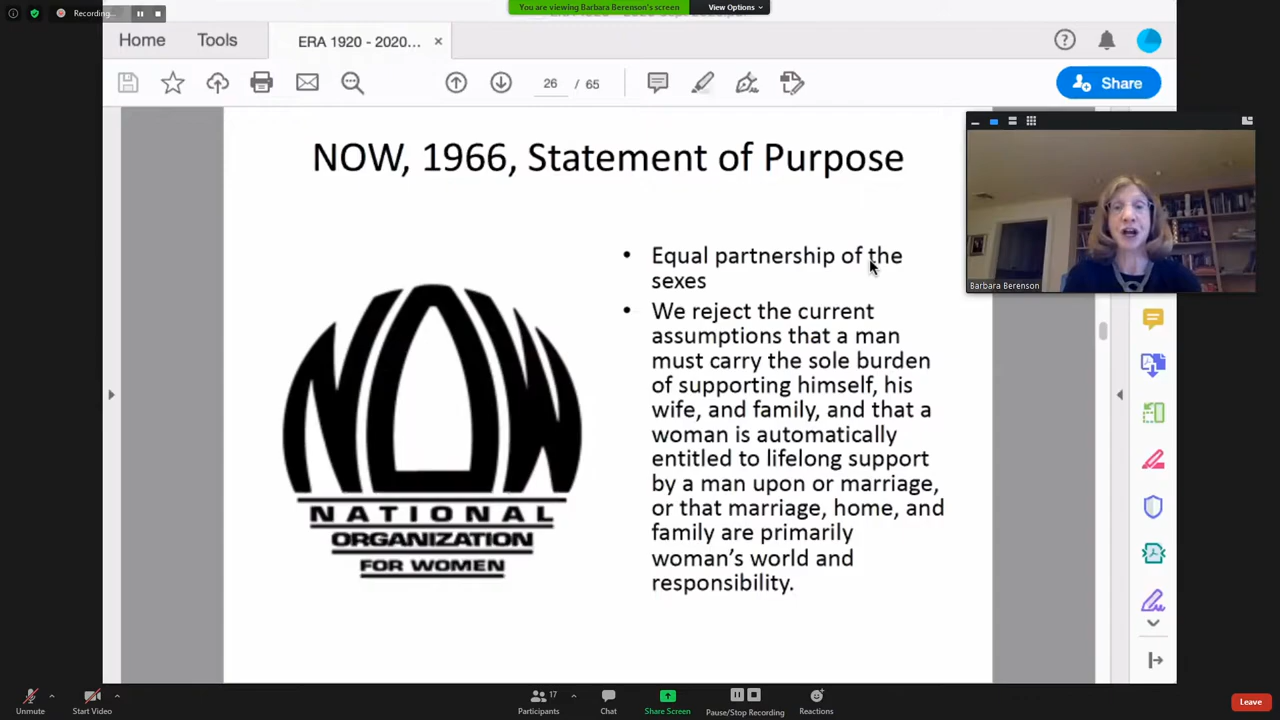 Recording...
You are viewing Barbara Berenson's screen
View Options
Home
Tools
ERA 1920 - 2020...
26 / 65
Share
NOW, 1966, Statement of Purpose
• Equal partnership of the
sexes
• We reject the current
assumptions that a man
must carry the sole burden
of supporting himself, his
wife, and family, and that a
woman is automatically
entitled to lifelong support
by a man upon or marriage,
or that marriage, home, and
family are primarily
woman's world and
responsibility.
NOW
NATIONAL
ORGANIZATION
FOR WOMEN
Barbara Berenson
Unmute
Start Video
Participants
17
Chat
Share Screen
Pause/Stop Recording
Reactions
Leave